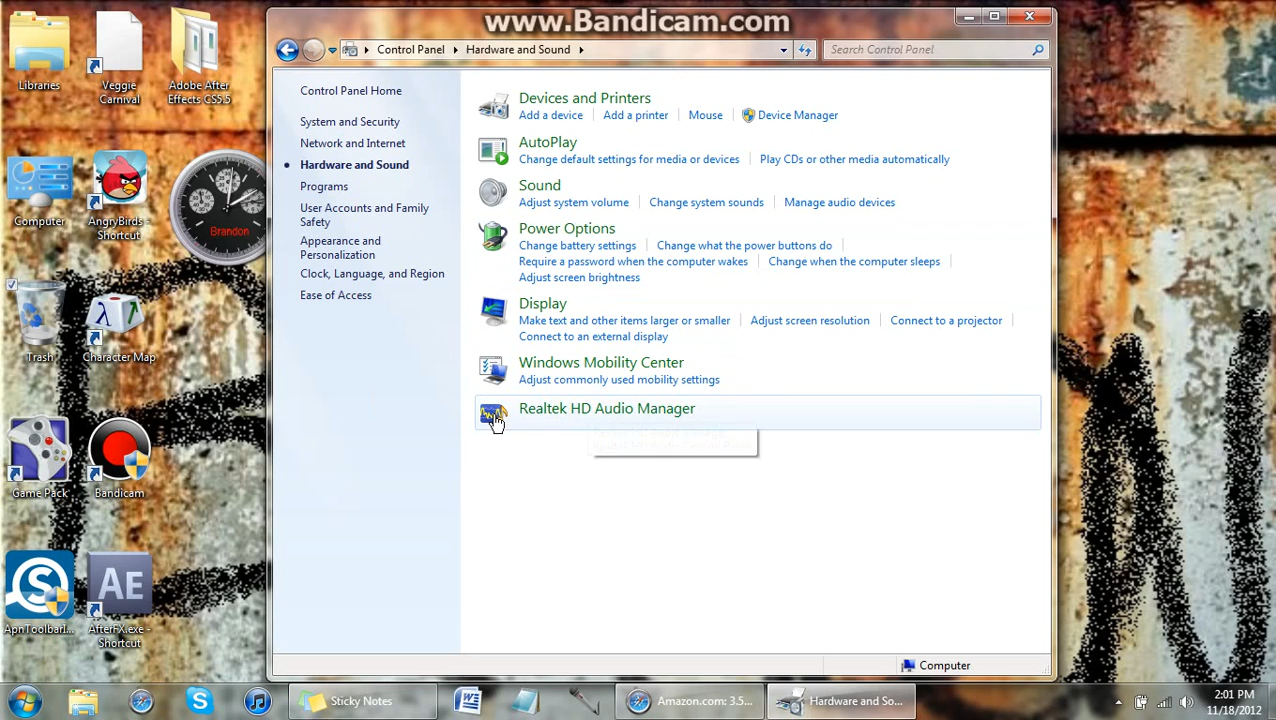 www.Bandicam.com
Control Panel
Hardware and Sound
Search Control Panel
Libraries
Veggie
Carnival
Adobe After
Effects CS5.5
Computer
AngryBirds -
Shortcut
Brandon
Trash
Character Map
Game Pack
Bandicam
ApnToolbarI...
AE
AfterFX.exe -
Shortcut
Control Panel Home
System and Security
Network and Internet
Hardware and Sound
Programs
User Accounts and Family
Safety
Appearance and
Personalization
Clock, Language, and Region
Ease of Access
Devices and Printers
Add a device
Add a printer
Mouse
Device Manager
AutoPlay
Change default settings for media or devices
Play CDs or other media automatically
Sound
Adjust system volume
Change system sounds
Manage audio devices
Power Options
Change battery settings
Change what the power buttons do
Require a password when the computer wakes
Change when the computer sleeps
Adjust screen brightness
Display
Make text and other items larger or smaller
Adjust screen resolution
Connect to a projector
Connect to an external display
Windows Mobility Center
Adjust commonly used mobility settings
Realtek HD Audio Manager
Computer
Sticky Notes
Amazon.com: 3.5...
Hardware and So...
2:01 PM
11/18/2012